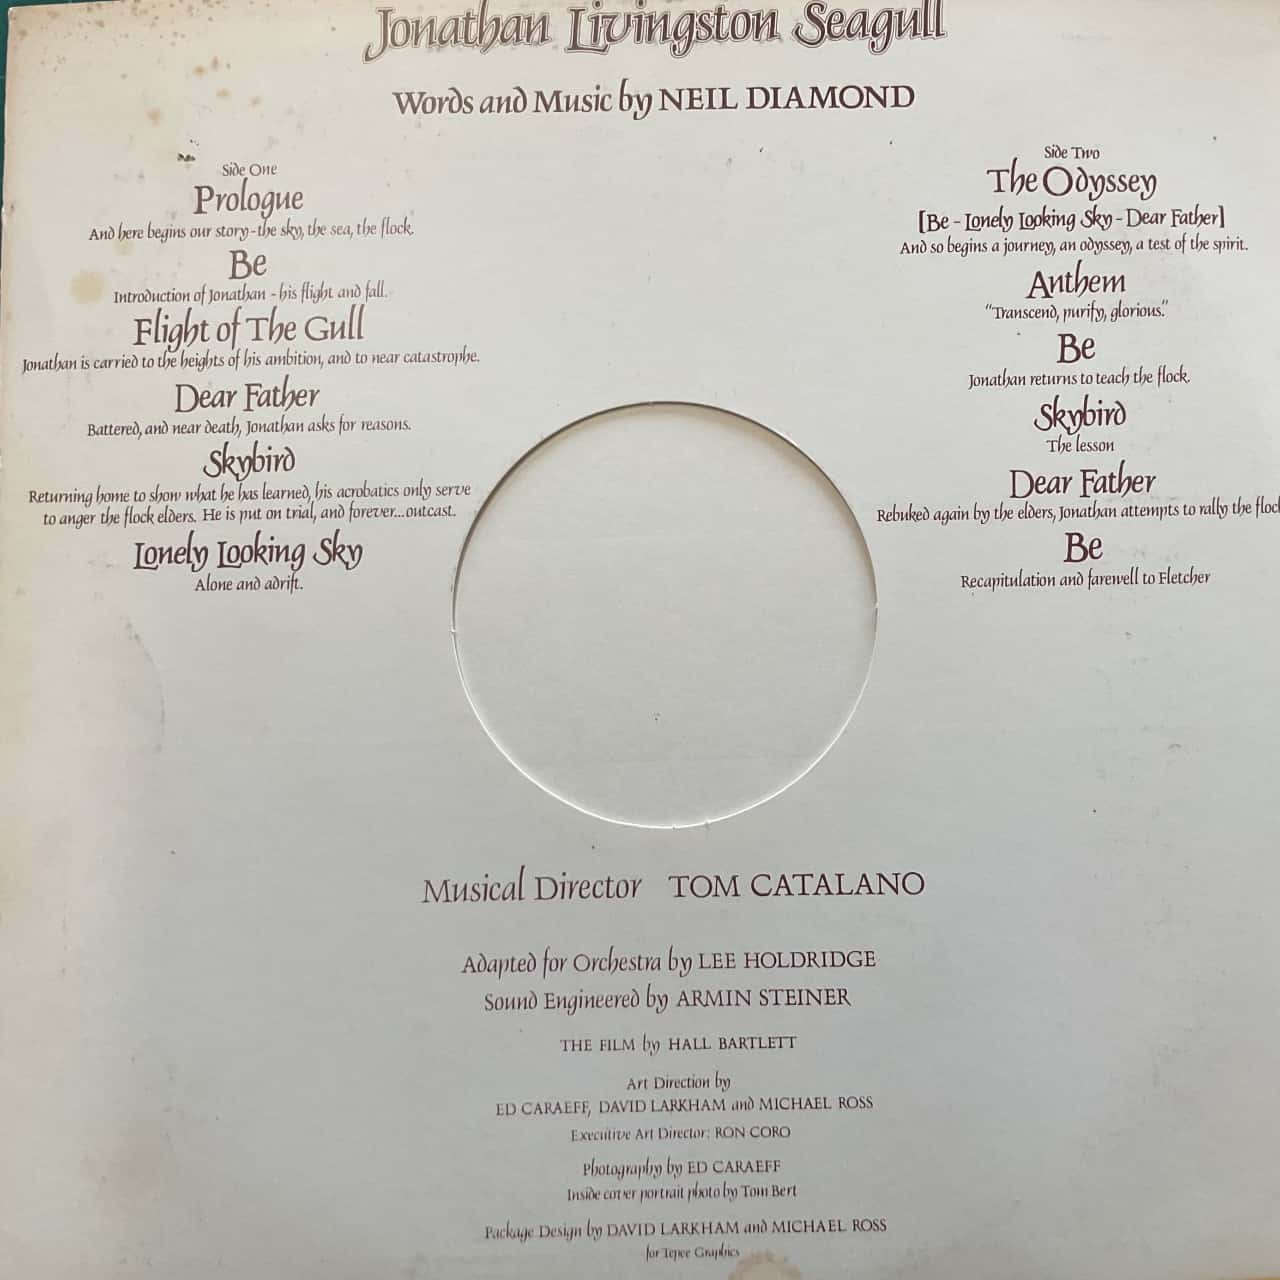 Jonathan Livingston Seagull
Words and Music by NEIL DIAMOND
Side One
Prologue
And here begins our story - the sky, the sea, the flock.
Be
Introduction of Jonathan - his flight and fall.
Flight of The Gull
Jonathan is carried to the heights of his ambition, and to near catastrophe.
Dear Father
Battered, and near death, Jonathan asks for reasons.
Skybird
Returning home to show what he has learned, his acrobatics only serve
to anger the flock elders. He is put on trial, and forever...outcast.
Lonely Looking Sky
Alone and adrift.
Side Two
The Odyssey
[Be - Lonely Looking Sky - Dear Father]
And so begins a journey, an odyssey, a test of the spirit.
Anthem
"Transcend, purify, glorious."
Be
Jonathan returns to teach the flock.
Skybird
The lesson
Dear Father
Rebuked again by the elders, Jonathan attempts to rally the
Be
Recapitulation and farewell to Fletcher
Musical Director TOM CATALANO
Adapted for Orchestra by LEE HOLDRIDGE
Sound Engineered by ARMIN STEINER
THE FILM by HALL BARTLETT
Art Direction by
ED CARAEFF, DAVID LARKHAM and MICHAEL ROSS
Executive Art Director: RON CORO
Photography by ED CARAEFF
Inside cover portrait photo by Tom Bert
Package Design by DAVID LARKHAM and MICHAEL ROSS
for Tepee Graphics